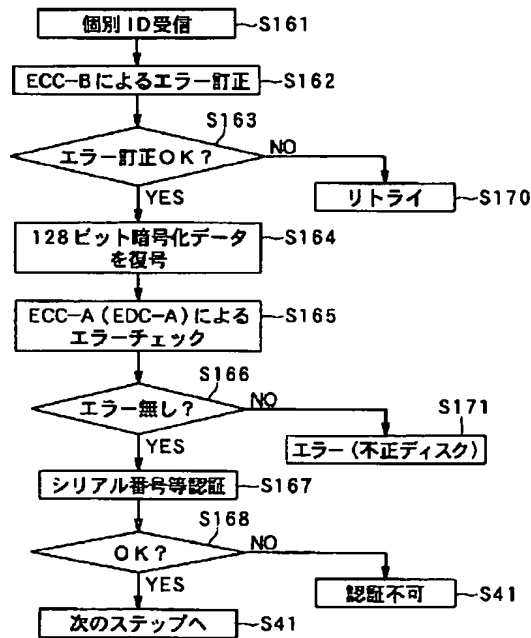 個別ID受信
S161
ECC-Bによるエラー訂正
S162
S163
エラー訂正OK?
NO
YES
リトライ
S170
128ビット暗号化データ
を復号
S164
ECC-A(EDC-A)による
エラーチェック
S165
S166
エラー無し?
NO
S171
YES
エラー(不正ディスク)
シリアル番号等認証
S167
S168
OK?
NO
YES
認証不可
S41
次のステップへ
S41